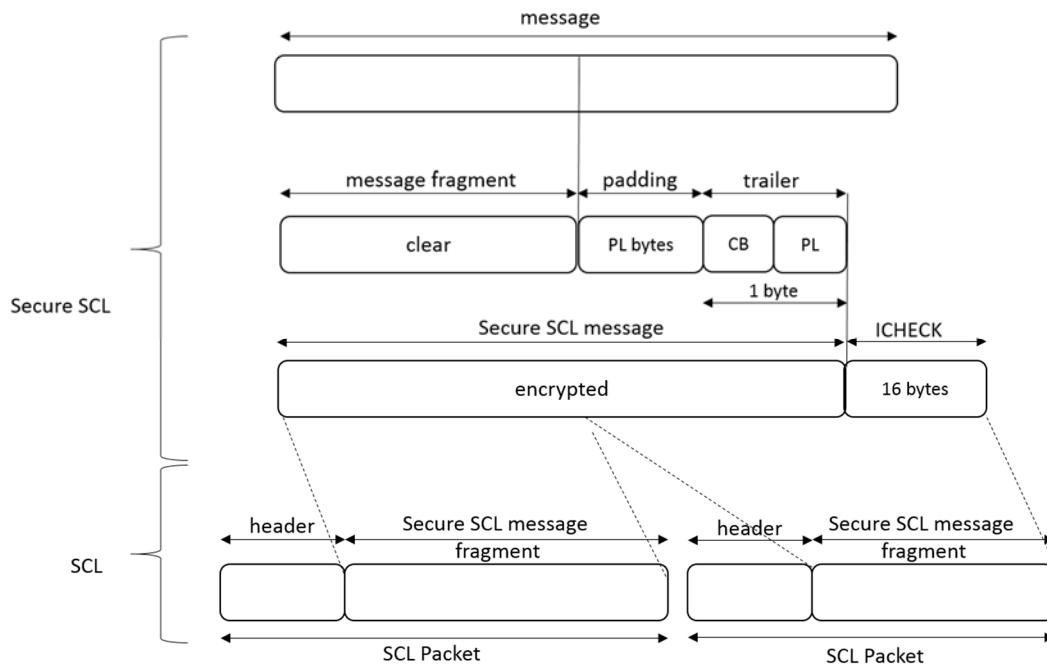 message
message fragment padding trailer
clear PL bytes CB PL
1 byte
Secure SCL
Secure SCL message ICHECK
encrypted 16 bytes
header Secure SCL message fragment header Secure SCL message fragment
SCL
SCL Packet SCL Packet